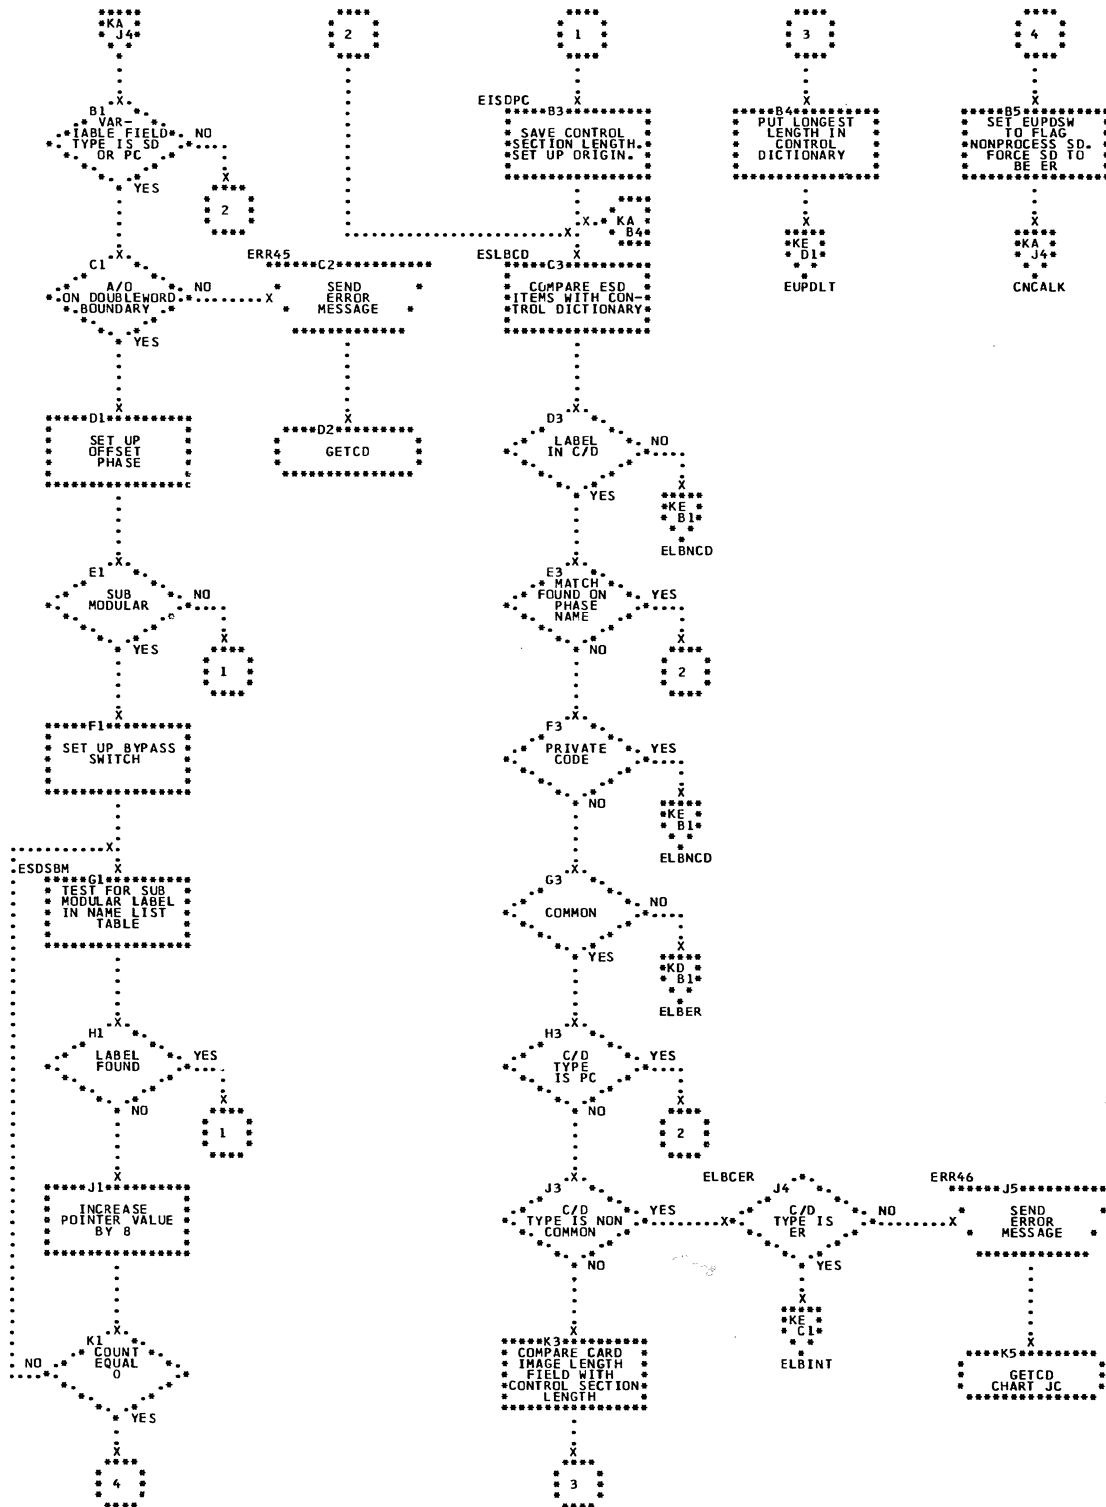 KA
J4
2
1
3
4
B1
VAR-
IABLE FIELD
TYPE IS SD
OR PC
NO
YES
2
EISDPC
B3
SAVE CONTROL
SECTION LENGTH.
SET UP ORIGIN.
B4
PUT LONGEST
LENGTH IN
CONTROL
DICTIONARY
B5
SET EUPDSW
TO FLAG
NONPROCESS SD.
FORCE SD TO
BE ER
KA
B4
KE
D1
EUPDLT
KA
J4
CNCALK
C1
A/O
ON DOUBLEWORD
BOUNDARY
NO
YES
ERR45
C2
SEND
ERROR
MESSAGE
ESLBCD
C3
COMPARE ESD
ITEMS WITH CON-
TROL DICTIONARY
D1
SET UP
OFFSET
PHASE
D2
GETCD
D3
LABEL
IN C/D
NO
YES
KE
B1
ELBNCD
E1
SUB
MODULAR
NO
YES
1
E3
MATCH
FOUND ON
PHASE
NAME
YES
NO
2
F1
SET UP BYPASS
SWITCH
F3
PRIVATE
CODE
YES
NO
KE
B1
ELBNCD
ESDSBM
G1
TEST FOR SUB
MODULAR LABEL
IN NAME LIST
TABLE
G3
COMMON
NO
YES
KD
B1
ELBER
H1
LABEL
FOUND
YES
NO
1
H3
C/D
TYPE
IS PC
YES
NO
2
J1
INCREASE
POINTER VALUE
BY 8
J3
C/D
TYPE IS NON
COMMON
YES
NO
ELBCER
J4
C/D
TYPE IS
ER
NO
YES
ERR46
J5
SEND
ERROR
MESSAGE
KE
C1
ELBINT
K1
COUNT
EQUAL
0
NO
YES
4
K3
COMPARE CARD
IMAGE LENGTH
FIELD WITH
CONTROL SECTION
LENGTH
3
K5
GETCD
CHART JC